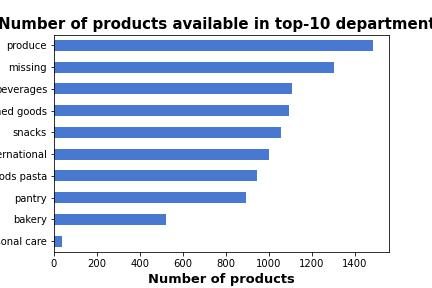 Number of products available in top-10 department
produce
missing
beverages
ned goods
snacks
ernational
ods pasta
pantry
bakery
onal care
0 200 400 600 800 1000 1200 1400
Number of products